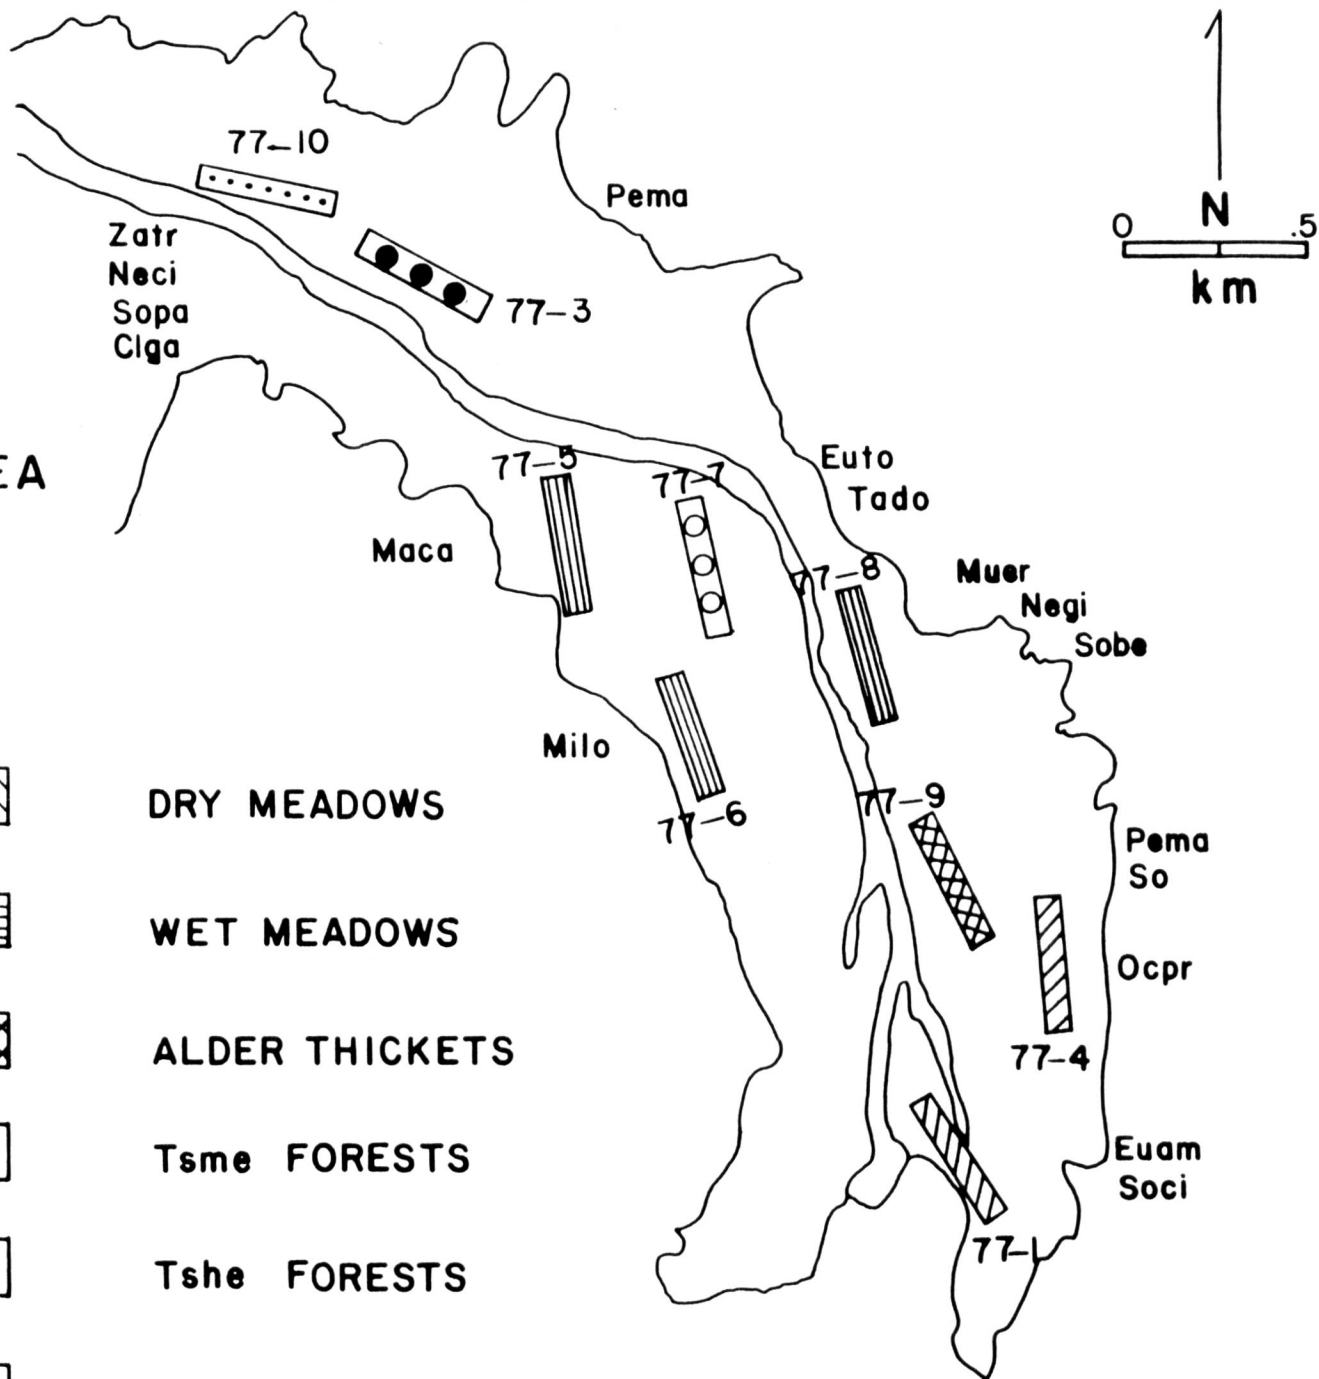 77-10
Pema
0 N .5
km
Zatr
Neci
Sopa
Clga
77-3
EA
77-5
77-7
Euto
Tado
Maca
77-8
Muer
Negi
Sobe
Milo
77-6
77-9
DRY MEADOWS
Pema
So
WET MEADOWS
Ocpr
ALDER THICKETS
77-4
Tsme FORESTS
Euam
Soci
77-1
Tshe FORESTS